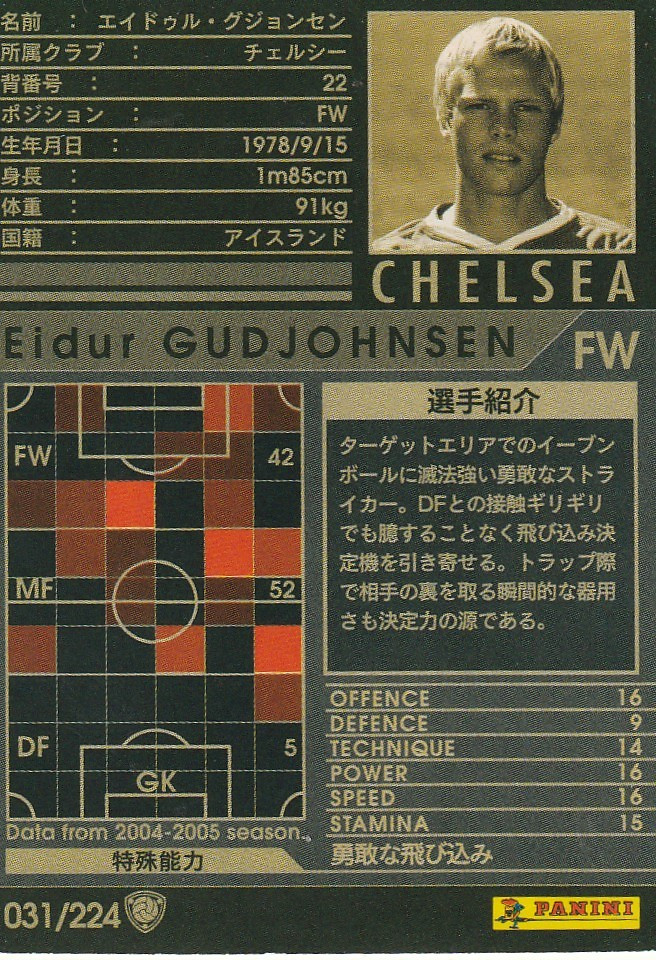 名前 : エイドゥル・グジョンセン
所属クラブ : チェルシー
背番号 : 22
ポジション : FW
生年月日 : 1978/9/15
身長 : 1m85cm
体重 : 91kg
国籍 : アイスランド
CHELSEA
Eidur GUDJOHNSEN
FW
FW 42
MF 52
DF 5
GK
Data from 2004-2005 season.
選手紹介
ターゲットエリアでのイーブン
ボールに滅法強い勇敢なストラ
イカー。DFとの接触ギリギリ
でも臆することなく飛び込み決
定機を引き寄せる。トラップ際
で相手の裏を取る瞬間的な器用
さも決定力の源である。
OFFENCE 16
DEFENCE 9
TECHNIQUE 14
POWER 16
SPEED 16
STAMINA 15
特殊能力 勇敢な飛び込み
031/224
PANINI